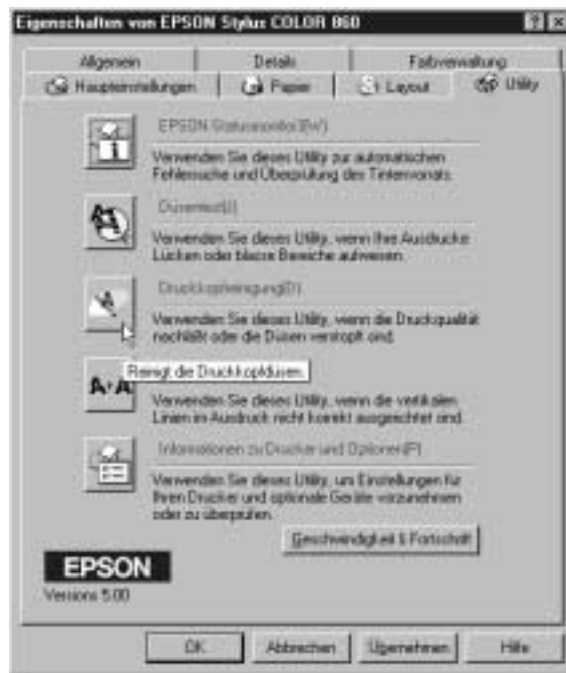 Eigenschaften von EPSON Stylus COLOR 860
Allgemein Details Farbverwaltung
Haupteinstellungen Papier Layout Utility
EPSON Statusmonitor(W)
Verwenden Sie dieses Utility zur automatischen
Fehlersuche und Überprüfung des Tintenvorrats.
Düsentest(J)
Verwenden Sie dieses Utility, wenn Ihre Ausdrucke
Lücken oder blasse Bereiche aufweisen.
Druckkopfreinigung(D)
Verwenden Sie dieses Utility, wenn die Druckqualität
nachläßt oder die Düsen verstopft sind.
Reinigt die Druckkopfdüsen.
Verwenden Sie dieses Utility, wenn die vertikalen
Linien im Ausdruck nicht korrekt ausgerichtet sind.
Informationen zu Drucker und Optionen(P)
Verwenden Sie dieses Utility, um Einstellungen für
Ihren Drucker und optionale Geräte vorzunehmen
oder zu überprüfen.
Geschwindigkeit & Fortschritt
EPSON
Versions 5.00
OK Abbrechen Übernehmen Hilfe